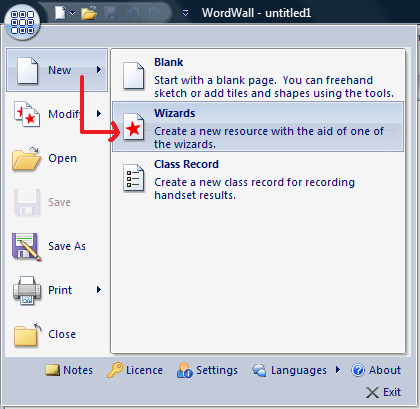 WordWall - untitled1
New
Blank
Start with a blank page. You can freehand
sketch or add tiles and shapes using the tools.
Modify
Wizards
Create a new resource with the aid of one of
the wizards.
Open
Class Record
Create a new class record for recording
handset results.
Save
Save As
Print
Close
Notes Licence Settings Languages About
Exit